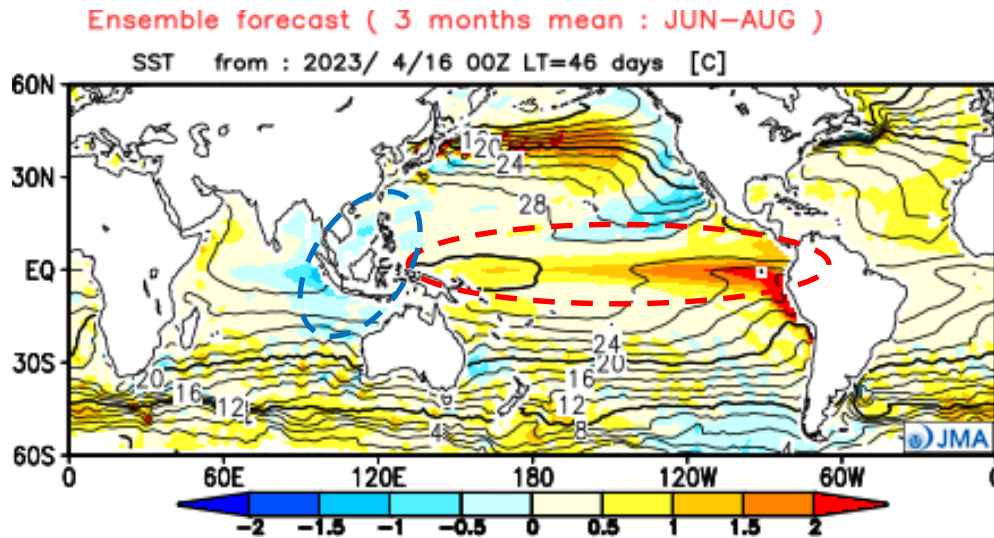 Ensemble forecast ( 3 months mean : JUN-AUG )
SST from : 2023/ 4/16 00Z LT=46 days [C]
60N
30N
EQ
30S
60S
20
24
28
24
20
16
12
8
4
20
16
12
4
4
JMA
0 60E 120E 180 120W 60W 0
-2 -1.5 -1 -0.5 0 0.5 1 1.5 2